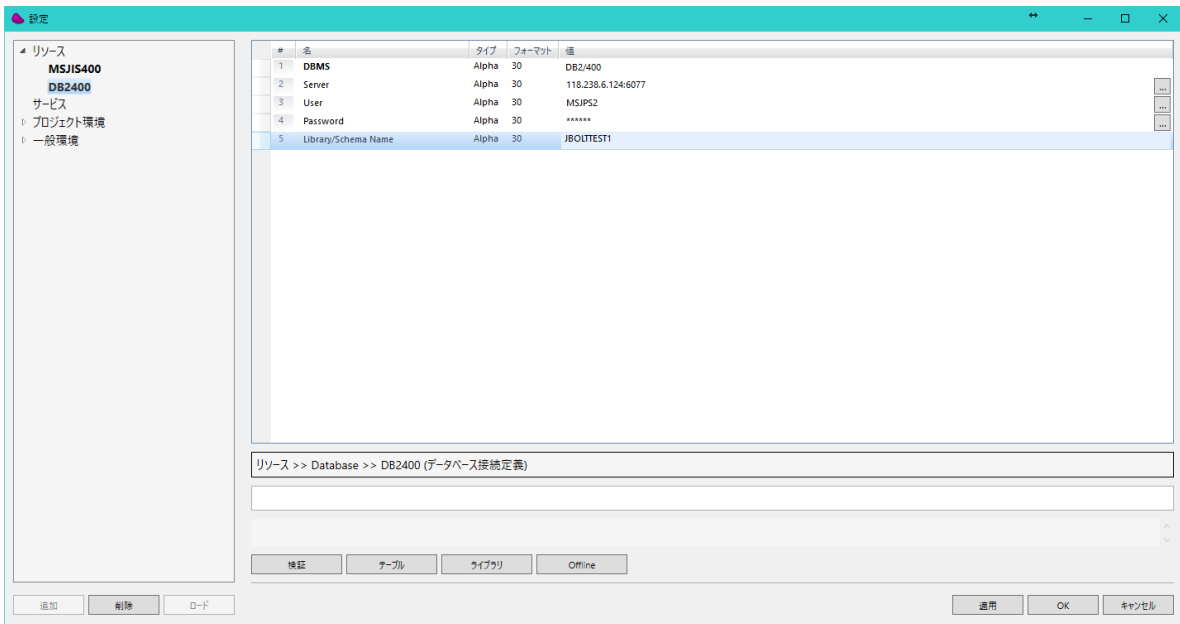 設定
リソース
MSJIS400
DB2400
サービス
プロジェクト環境
一般環境
# 名 タイプ フォーマット 値
1 DBMS Alpha 30 DB2/400
2 Server Alpha 30 118.238.6.124:6077 ...
3 User Alpha 30 MSJPS2 ...
4 Password Alpha 30 ****** ...
5 Library/Schema Name Alpha 30 JBOLTTEST1
リソース >> Database >> DB2400 (データベース接続定義)
検証 テーブル ライブラリ Offline
追加 削除 ロード 適用 OK キャンセル